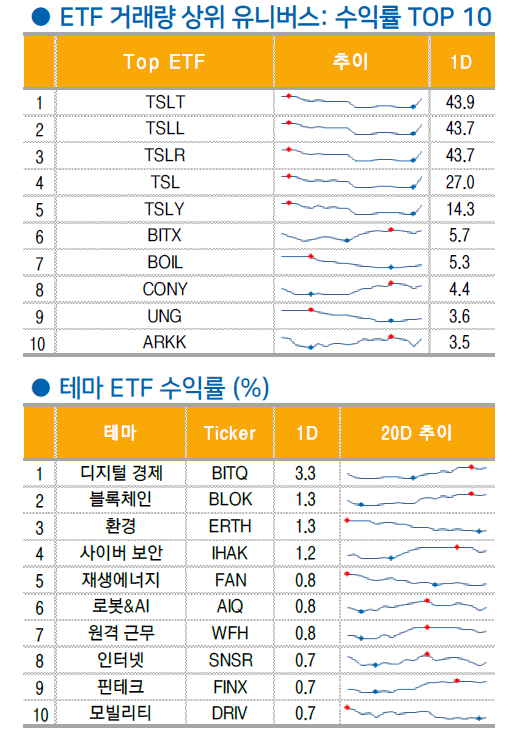 ● ETF 거래량 상위 유니버스: 수익률 TOP 10
Top ETF 추이 1D
1 TSLT 43.9
2 TSLL 43.7
3 TSLR 43.7
4 TSL 27.0
5 TSLY 14.3
6 BITX 5.7
7 BOIL 5.3
8 CONY 4.4
9 UNG 3.6
10 ARKK 3.5
● 테마 ETF 수익률 (%)
테마 Ticker 1D 20D 추이
1 디지털 경제 BITQ 3.3
2 블록체인 BLOK 1.3
3 환경 ERTH 1.3
4 사이버 보안 IHAK 1.2
5 재생에너지 FAN 0.8
6 로봇&AI AIQ 0.8
7 원격 근무 WFH 0.8
8 인터넷 SNSR 0.7
9 핀테크 FINX 0.7
10 모빌리티 DRIV 0.7